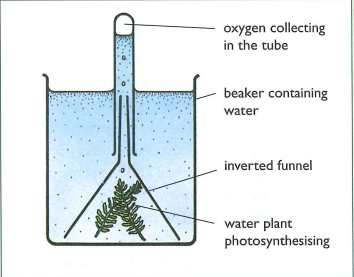 oxygen collecting
in the tube
beaker containing
water
inverted funnel
water plant
photosynthesising